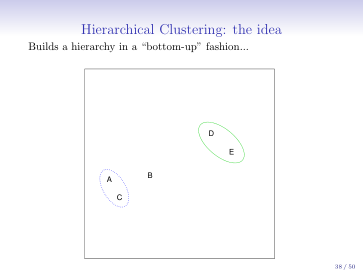 Hierarchical Clustering: the idea
Builds a hierarchy in a “bottom-up” fashion...
D
E
A
B
C
38 / 50